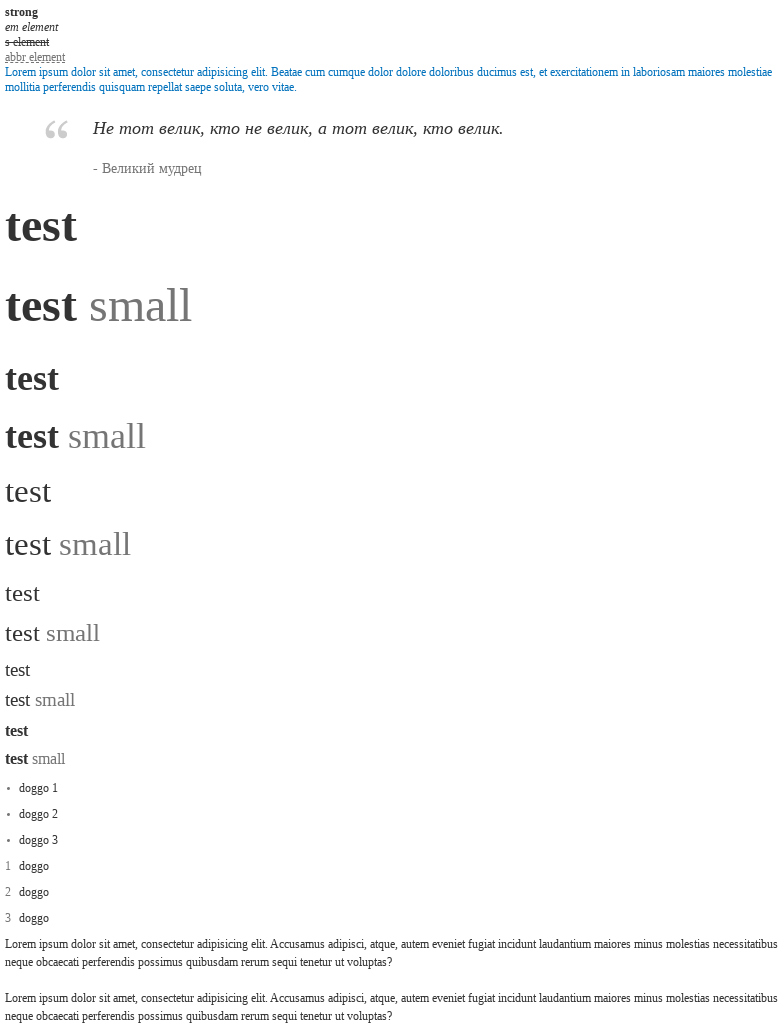 strong
em element
s element
abbr element
Lorem ipsum dolor sit amet, consectetur adipisicing elit. Beatae cum cumque dolor dolore doloribus ducimus est, et exercitationem in laboriosam maiores molestiae
mollitia perferendis quisquam repellat saepe soluta, vero vitae.
“ Не тот велик, кто не велик, а тот велик, кто велик.
- Великий мудрец
test
test small
test
test small
test
test small
test
test small
test
test small
test
test small
• doggo 1
• doggo 2
• doggo 3
1 doggo
2 doggo
3 doggo
Lorem ipsum dolor sit amet, consectetur adipisicing elit. Accusamus adipisci, atque, autem eveniet fugiat incidunt laudantium maiores minus molestias necessitatibus
neque obcaecati perferendis possimus quibusdam rerum sequi tenetur ut voluptas?
Lorem ipsum dolor sit amet, consectetur adipisicing elit. Accusamus adipisci, atque, autem eveniet fugiat incidunt laudantium maiores minus molestias necessitatibus
neque obcaecati perferendis possimus quibusdam rerum sequi tenetur ut voluptas?